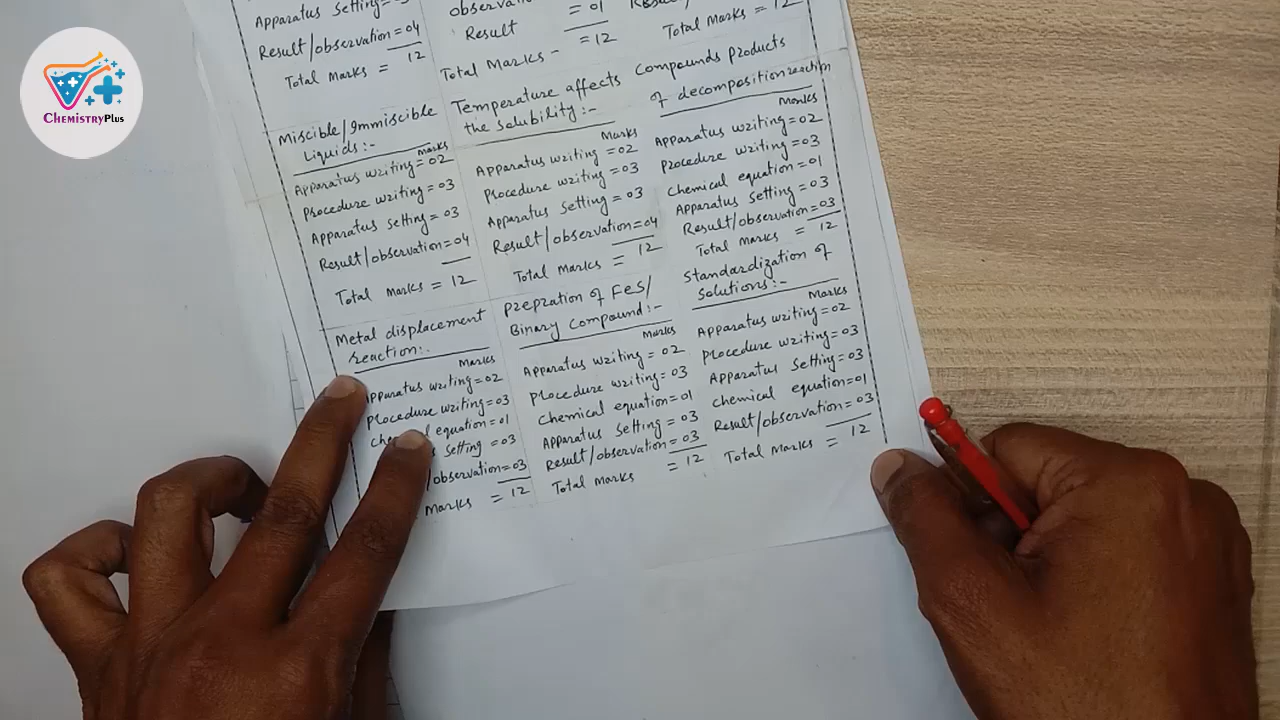 ChemistryPlus
Apparatus setting=
Result/observation=04
12
Total Marks =
Miscible/Immiscible
Liquids:-
Marks
Apparatus writing=02
Procedure writing=03
Apparatus setting=03
Result/observation=04
Total Marks = 12
Metal displacement
reaction:-
Marks
Apparatus writing=02
Procedure writing=03
equation=01
setting =03
/observation=03
Marks = 12
Result = 01
Total Marks - =12
Temperature affects
the solubility:-
Marks
Apparatus writing=02
Procedure writing=03
Apparatus setting=03
Result/observation=04
Total Marks = 12
Prepration of FeS/
Binary Compound:-
Marks
Apparatus writing=02
Procedure writing=03
Chemical equation=01
Apparatus setting=03
Result/observation=03
Total Marks = 12
Total Marks = 12
Compounds Products
of decomposition reaction
Marks
Apparatus writing=02
Procedure writing=03
Chemical equation=01
Apparatus setting=03
Result/observation=03
Total Marks = 12
Standardization of
Solutions:-
Marks
Apparatus writing=02
Procedure writing=03
Apparatus setting=03
Chemical equation=01
Result/observation=03
Total Marks = 12